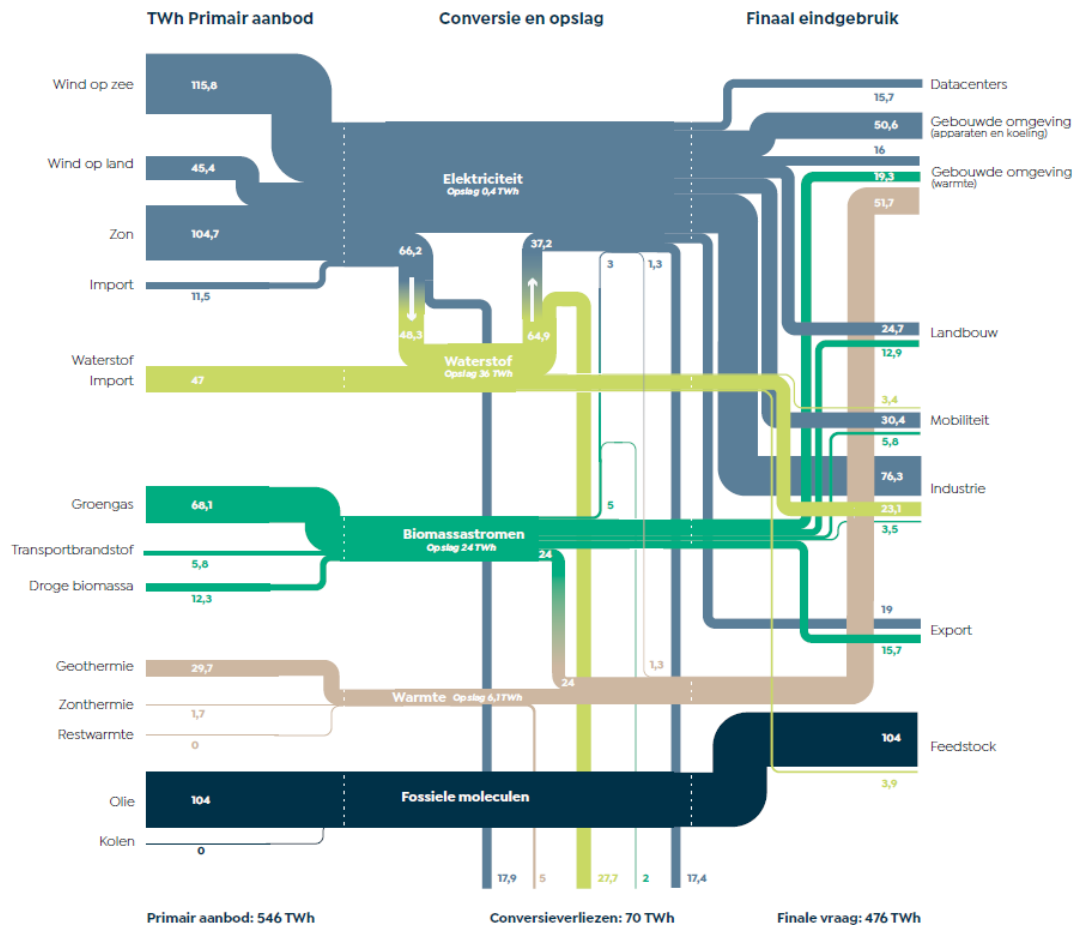 TWh Primair aanbod
Conversie en opslag
Finaal eindgebruik
Wind op zee
115,8
Datacenters
15,7
Gebouwde omgeving
(apparaten en koeling)
50,6
16
Wind op land
45,4
Elektriciteit
Opslag 0,4 TWh
19,3
Gebouwde omgeving
(warmte)
51,7
Zon
104,7
66,2
37,2
3
1,3
Import
11,5
48,3
64,9
24,7
Landbouw
12,9
Waterstof
Import
47
Waterstof
Opslag 36 TWh
3,4
30,4
Mobiliteit
5,8
76,3
Industrie
23,1
3,5
Groengas
68,1
5
Biomassastromen
Opslag 24 TWh
24
Transportbrandstof
5,8
Droge biomassa
12,3
19
Export
15,7
Geothermie
29,7
1,3
24
Warmte Opslag 6,1 TWh
Zonthermie
1,7
Restwarmte
0
104
Feedstock
3,9
Olie
104
Fossiele moleculen
Kolen
0
17,9
5
27,7
2
17,4
Primair aanbod: 546 TWh
Conversieverliezen: 70 TWh
Finale vraag: 476 TWh